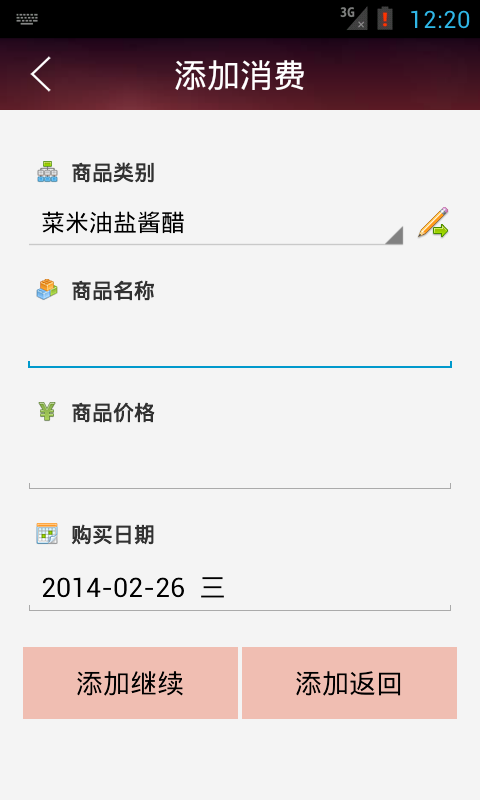 3G 12:20
添加消费
商品类别
菜米油盐酱醋
商品名称
商品价格
购买日期
2014-02-26 三
添加继续 添加返回